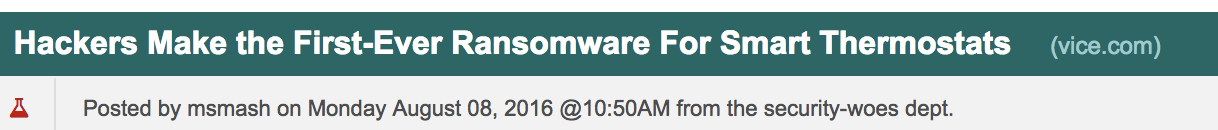 Hackers Make the First-Ever Ransomware For Smart Thermostats (vice.com)
Posted by msmash on Monday August 08, 2016 @10:50AM from the security-woes dept.